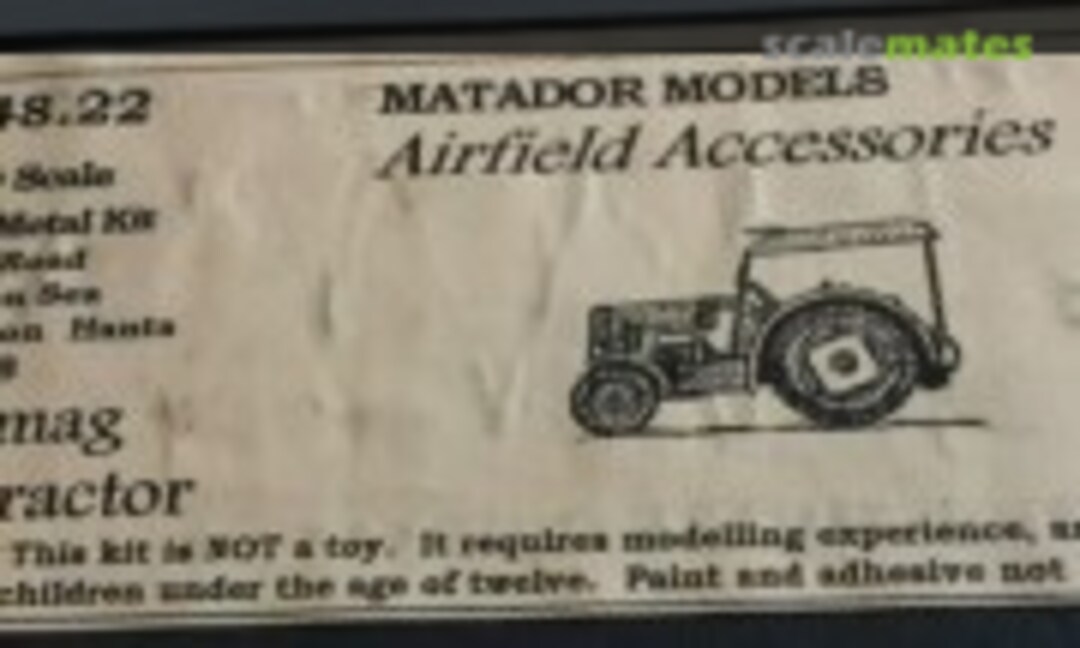 scalemates
48.22
MATADOR MODELS
Airfield Accessories
Scale
Metal Kit
Road
n Sea
on Hants
mag
ractor
This kit is NOT a toy. It requires modelling experience,
children under the age of twelve. Paint and adhesive not